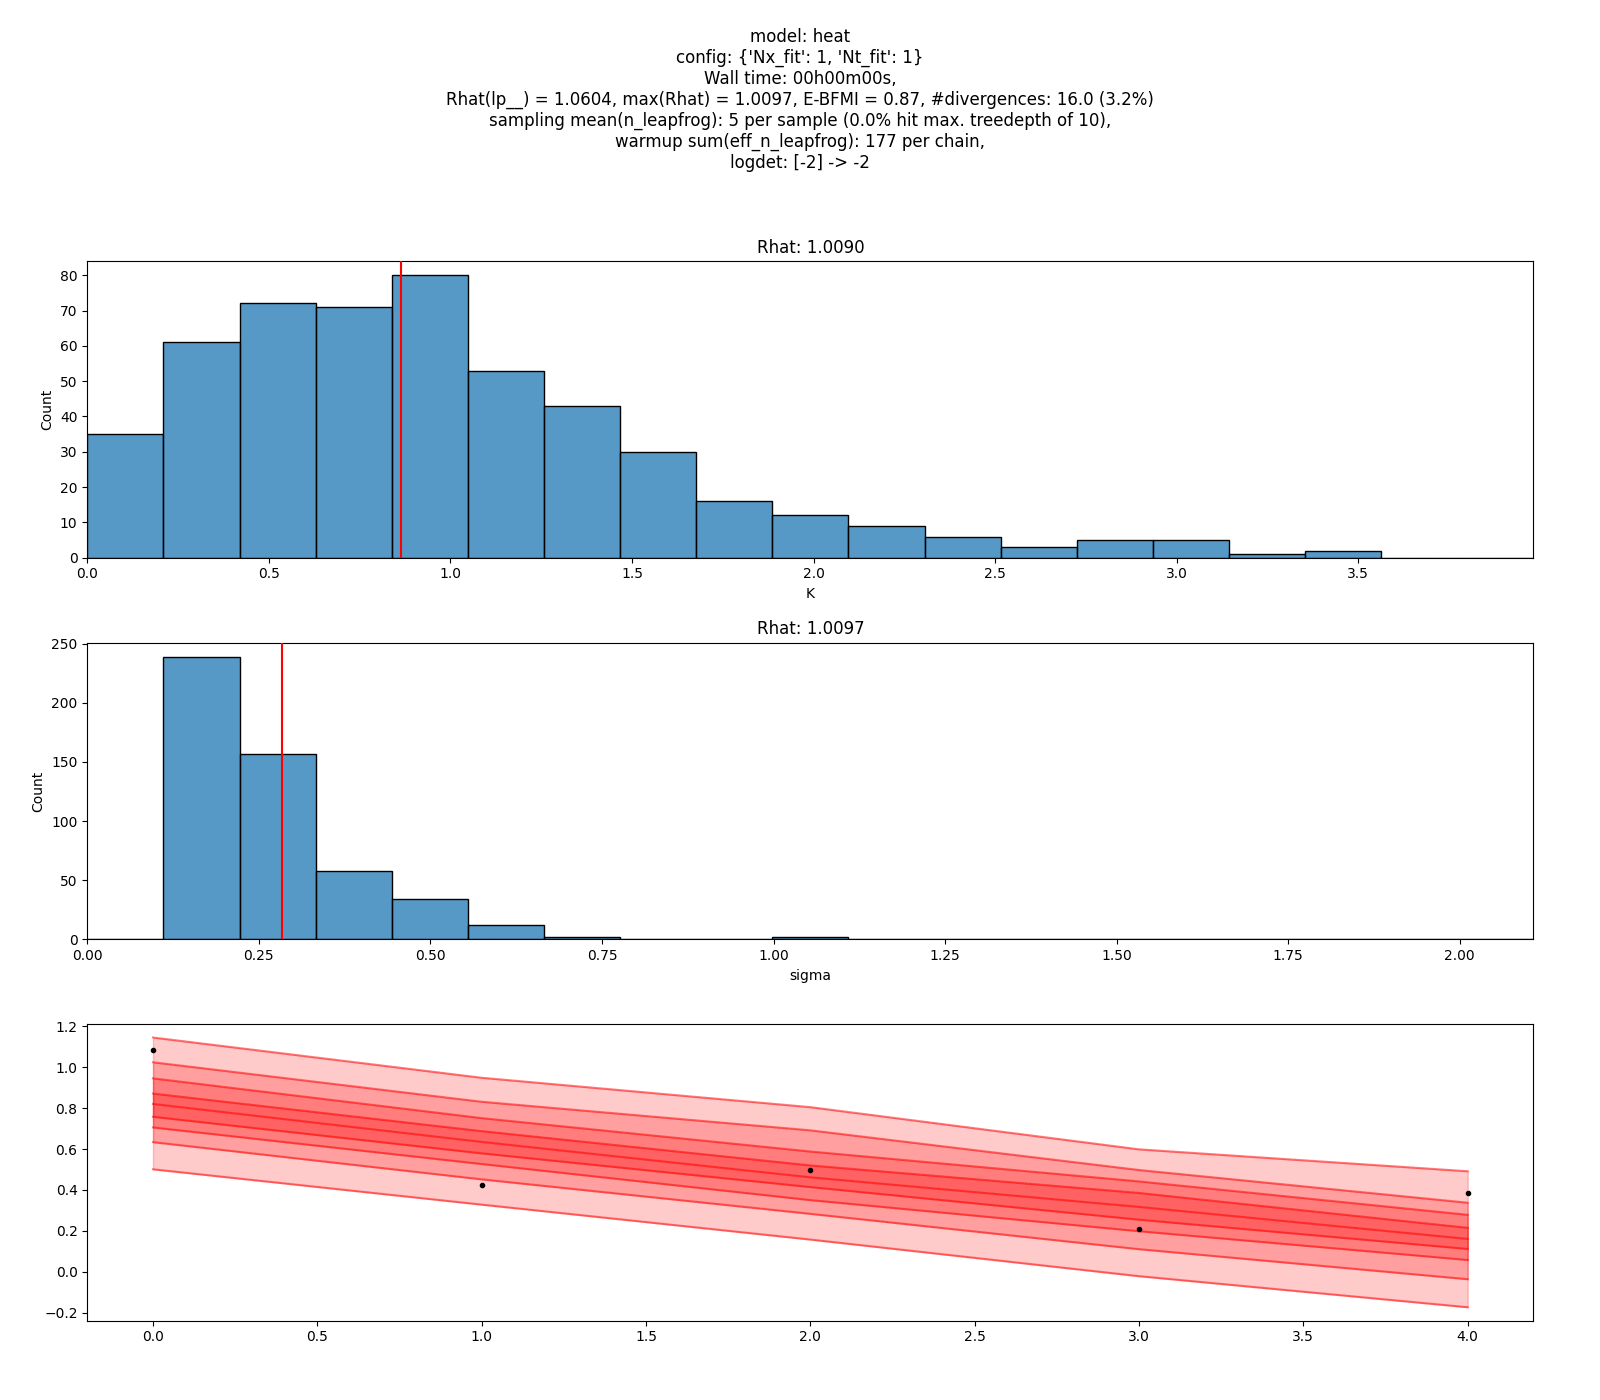 model: heat
config: {'Nx_fit': 1, 'Nt_fit': 1}
Wall time: 00h00m00s,
Rhat(lp__) = 1.0604, max(Rhat) = 1.0097, E-BFMI = 0.87, #divergences: 16.0 (3.2%)
sampling mean(n_leapfrog): 5 per sample (0.0% hit max. treedepth of 10),
warmup sum(eff_n_leapfrog): 177 per chain,
logdet: [-2] -> -2
Rhat: 1.0090
80
70
60
50
40
30
20
10
0
Count
0.0 0.5 1.0 1.5 2.0 2.5 3.0 3.5
K
Rhat: 1.0097
250
200
150
100
50
0
Count
0.00 0.25 0.50 0.75 1.00 1.25 1.50 1.75 2.00
sigma
1.2
1.0
0.8
0.6
0.4
0.2
0.0
−0.2
0.0 0.5 1.0 1.5 2.0 2.5 3.0 3.5 4.0